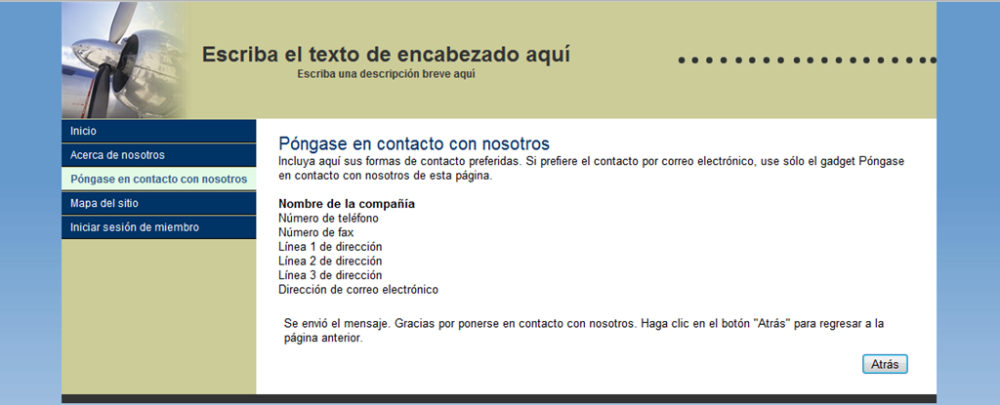 Escriba el texto de encabezado aquí
Escriba una descripción breve aquí
Inicio
Acerca de nosotros
Póngase en contacto con nosotros
Mapa del sitio
Iniciar sesión de miembro
Póngase en contacto con nosotros
Incluya aquí sus formas de contacto preferidas. Si prefiere el contacto por correo electrónico, use sólo el gadget Póngase
en contacto con nosotros de esta página.
Nombre de la compañía
Número de teléfono
Número de fax
Línea 1 de dirección
Línea 2 de dirección
Línea 3 de dirección
Dirección de correo electrónico
Se envió el mensaje. Gracias por ponerse en contacto con nosotros. Haga clic en el botón "Atrás" para regresar a la
página anterior.
Atrás